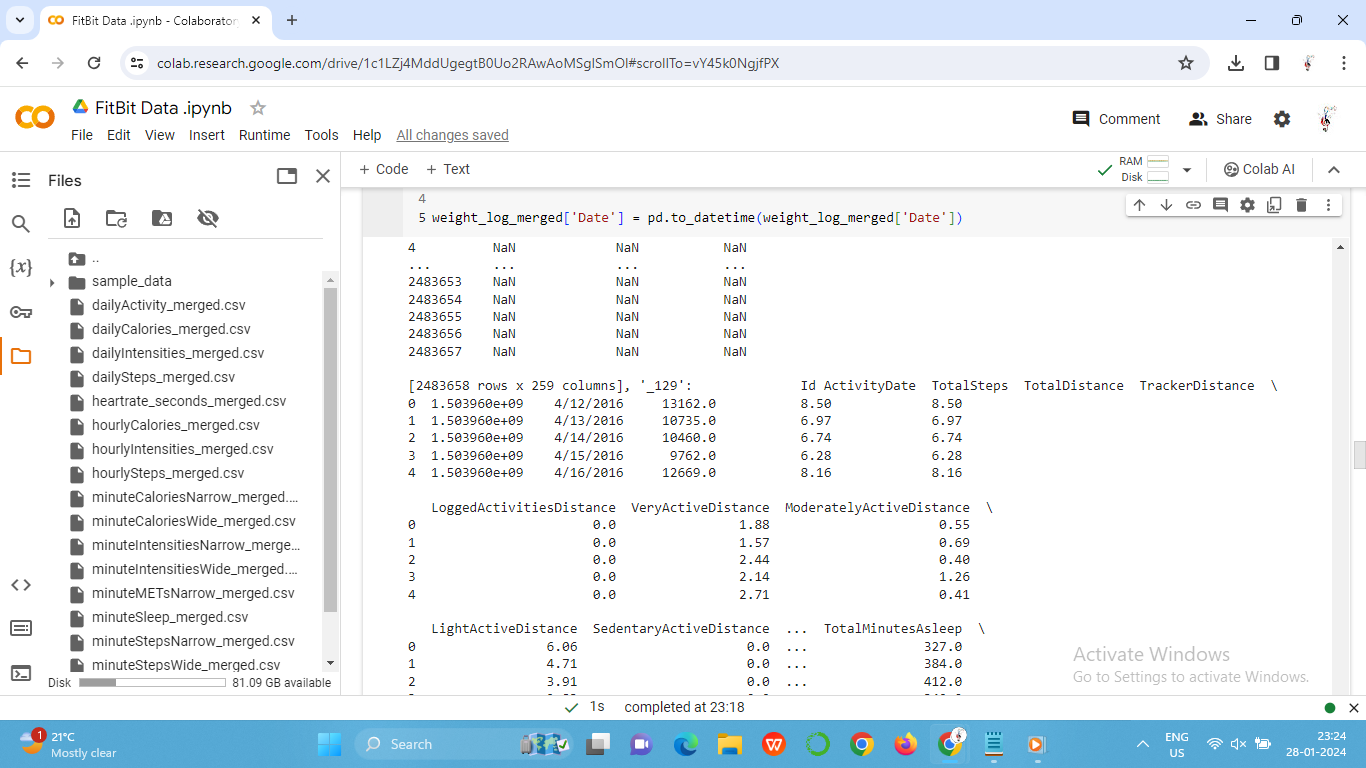 FitBit Data .ipynb - Colaborator
colab.research.google.com/drive/1c1LZj4MddUgegtB0Uo2RAwAoMSglSmOl#scrollTo=vY45k0NgjfPX
FitBit Data .ipynb
File Edit View Insert Runtime Tools Help All changes saved
Comment Share
Files
+ Code + Text
RAM
Disk
Colab AI
..
sample_data
dailyActivity_merged.csv
dailyCalories_merged.csv
dailyIntensities_merged.csv
dailySteps_merged.csv
heartrate_seconds_merged.csv
hourlyCalories_merged.csv
hourlyIntensities_merged.csv
hourlySteps_merged.csv
minuteCaloriesNarrow_merged....
minuteCaloriesWide_merged.csv
minuteIntensitiesNarrow_merge...
minuteIntensitiesWide_merged....
minuteMETsNarrow_merged.csv
minuteSleep_merged.csv
minuteStepsNarrow_merged.csv
minuteStepsWide_merged.csv
Disk 81.09 GB available
4
5 weight_log_merged['Date'] = pd.to_datetime(weight_log_merged['Date'])
4 NaN NaN NaN
... ... ... ...
2483653 NaN NaN NaN
2483654 NaN NaN NaN
2483655 NaN NaN NaN
2483656 NaN NaN NaN
2483657 NaN NaN NaN
[2483658 rows x 259 columns], '_129': Id ActivityDate TotalSteps TotalDistance TrackerDistance \
0 1.503960e+09 4/12/2016 13162.0 8.50 8.50
1 1.503960e+09 4/13/2016 10735.0 6.97 6.97
2 1.503960e+09 4/14/2016 10460.0 6.74 6.74
3 1.503960e+09 4/15/2016 9762.0 6.28 6.28
4 1.503960e+09 4/16/2016 12669.0 8.16 8.16
LoggedActivitiesDistance VeryActiveDistance ModeratelyActiveDistance \
0 0.0 1.88 0.55
1 0.0 1.57 0.69
2 0.0 2.44 0.40
3 0.0 2.14 1.26
4 0.0 2.71 0.41
LightActiveDistance SedentaryActiveDistance ... TotalMinutesAsleep \
0 6.06 0.0 ... 327.0
1 4.71 0.0 ... 384.0
2 3.91 0.0 ... 412.0
Activate Windows
Go to Settings to activate Windows.
1s completed at 23:18
1
21°C
Mostly clear
Search
ENG
US
23:24
28-01-2024